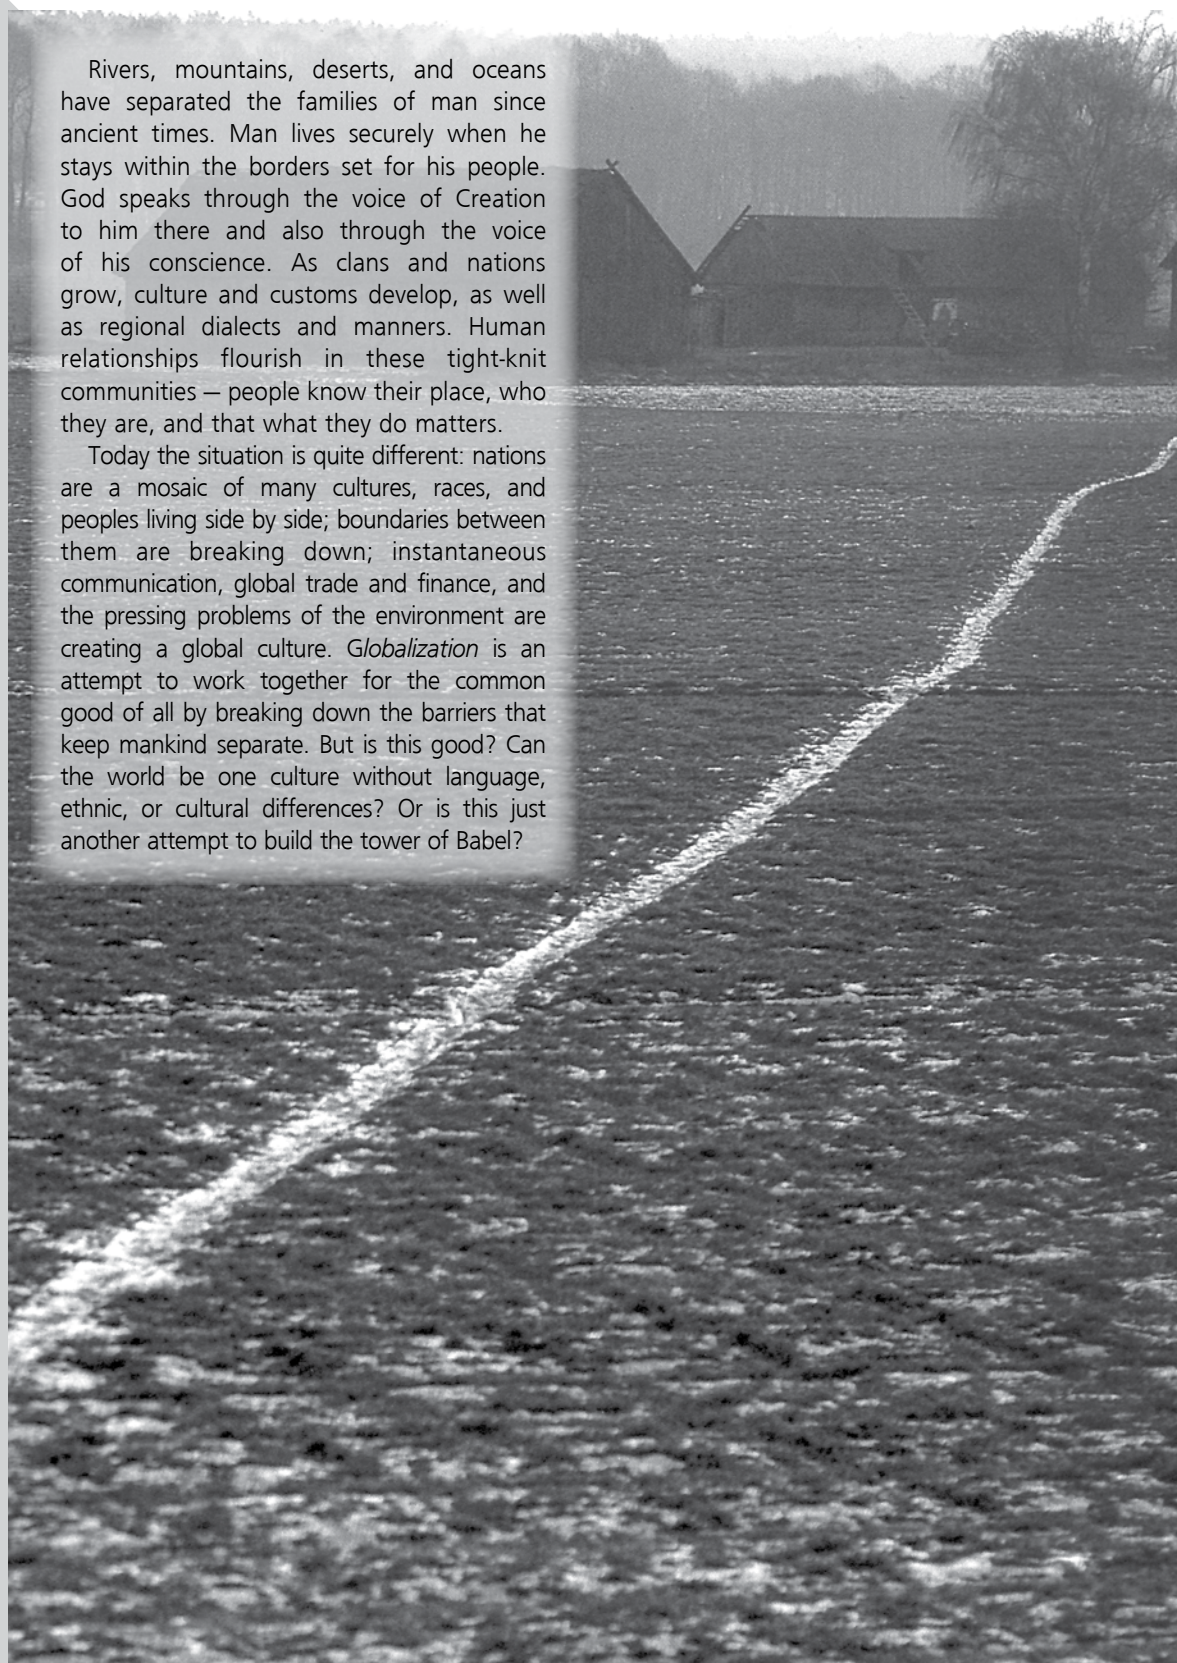 Rivers, mountains, deserts, and oceans
have separated the families of man since
ancient times. Man lives securely when he
stays within the borders set for his people.
God speaks through the voice of Creation
to him there and also through the voice
of his conscience. As clans and nations
grow, culture and customs develop, as well
as regional dialects and manners. Human
relationships flourish in these tight-knit
communities — people know their place, who
they are, and that what they do matters.
Today the situation is quite different: nations
are a mosaic of many cultures, races, and
peoples living side by side; boundaries between
them are breaking down; instantaneous
communication, global trade and finance, and
the pressing problems of the environment are
creating a global culture. Globalization is an
attempt to work together for the common
good of all by breaking down the barriers that
keep mankind separate. But is this good? Can
the world be one culture without language,
ethnic, or cultural differences? Or is this just
another attempt to build the tower of Babel?